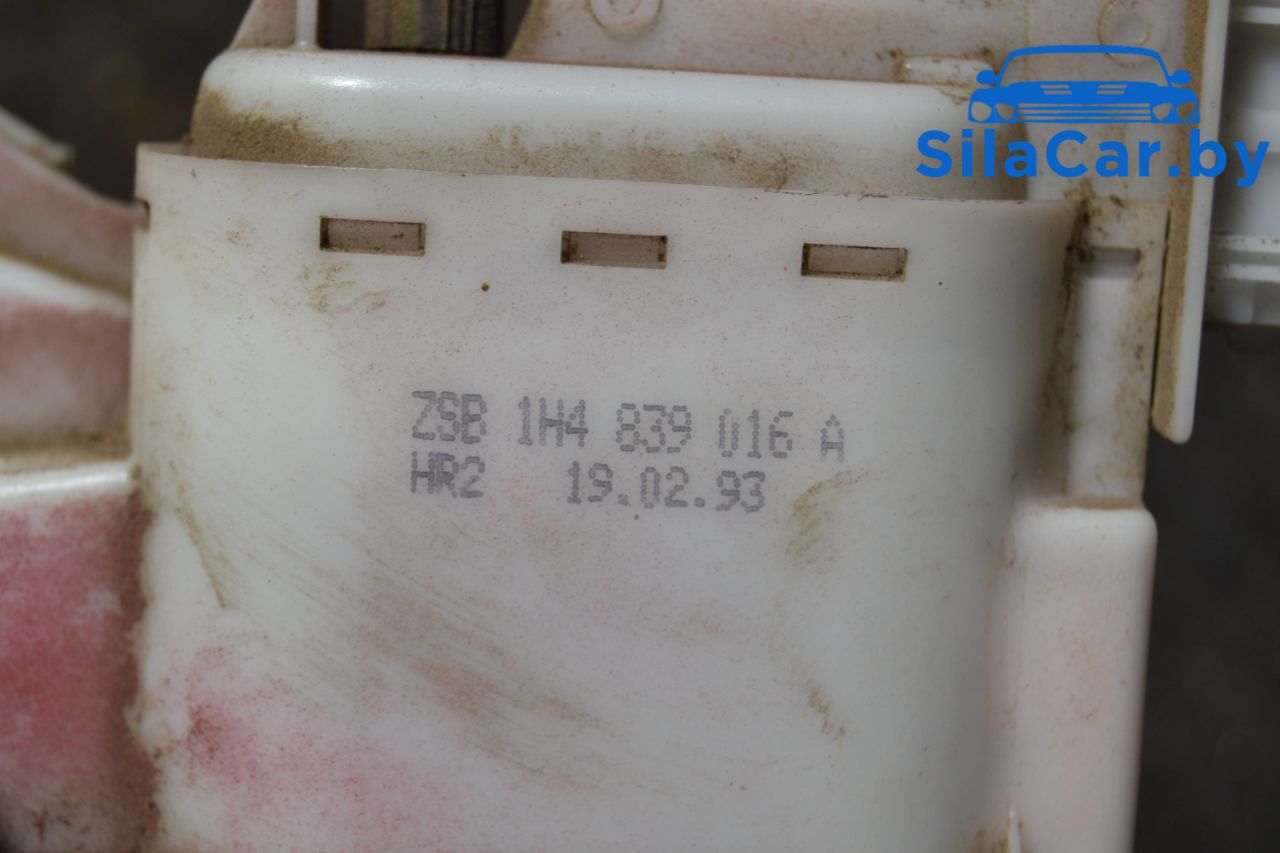 SilaCar.by
ZSB 1H4 839 016 A
HR2 19.02.93